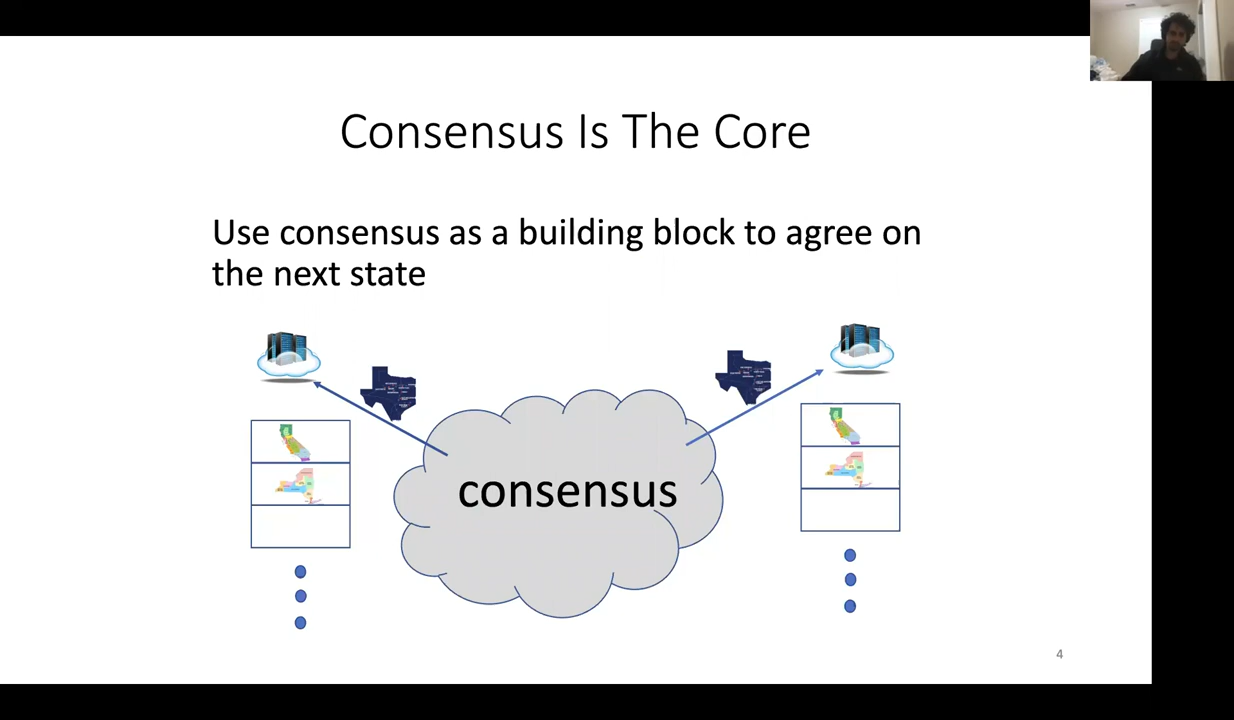 Consensus Is The Core
Use consensus as a building block to agree on
the next state
consensus
4